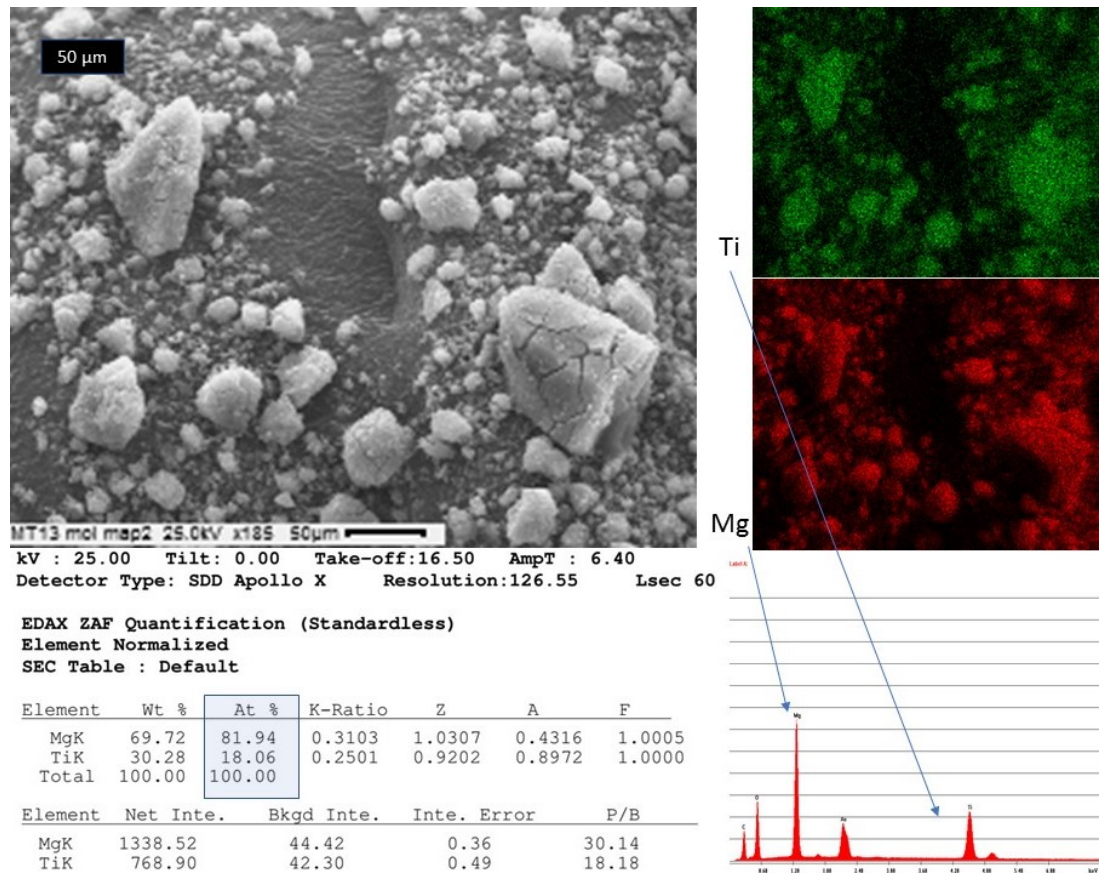 50 µm
MT13 mol map2 25.0kV x185 50µm
Ti
Mg
kV : 25.00 Tilt: 0.00 Take-off:16.50 AmpT : 6.40
Detector Type: SDD Apollo X Resolution:126.55 Lsec 60
EDAX ZAF Quantification (Standardless)
Element Normalized
SEC Table : Default
Element Wt % At % K-Ratio Z A F
MgK 69.72 81.94 0.3103 1.0307 0.4316 1.0005
TiK 30.28 18.06 0.2501 0.9202 0.8972 1.0000
Total 100.00 100.00
Element Net Inte. Bkgd Inte. Inte. Error P/B
MgK 1338.52 44.42 0.36 30.14
TiK 768.90 42.30 0.49 18.18
Label A
Mg
O
Ti
C